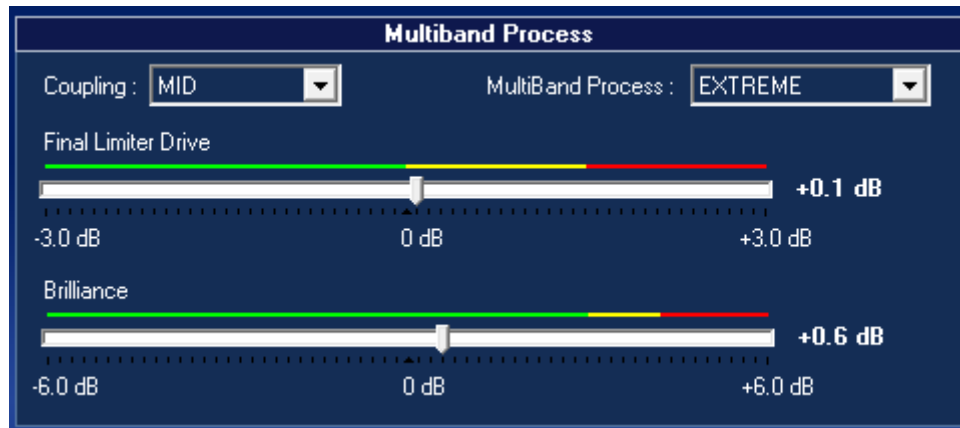 Multiband Process
Coupling : MID MultiBand Process : EXTREME
Final Limiter Drive
+0.1 dB
-3.0 dB 0 dB +3.0 dB
Brilliance
+0.6 dB
-6.0 dB 0 dB +6.0 dB